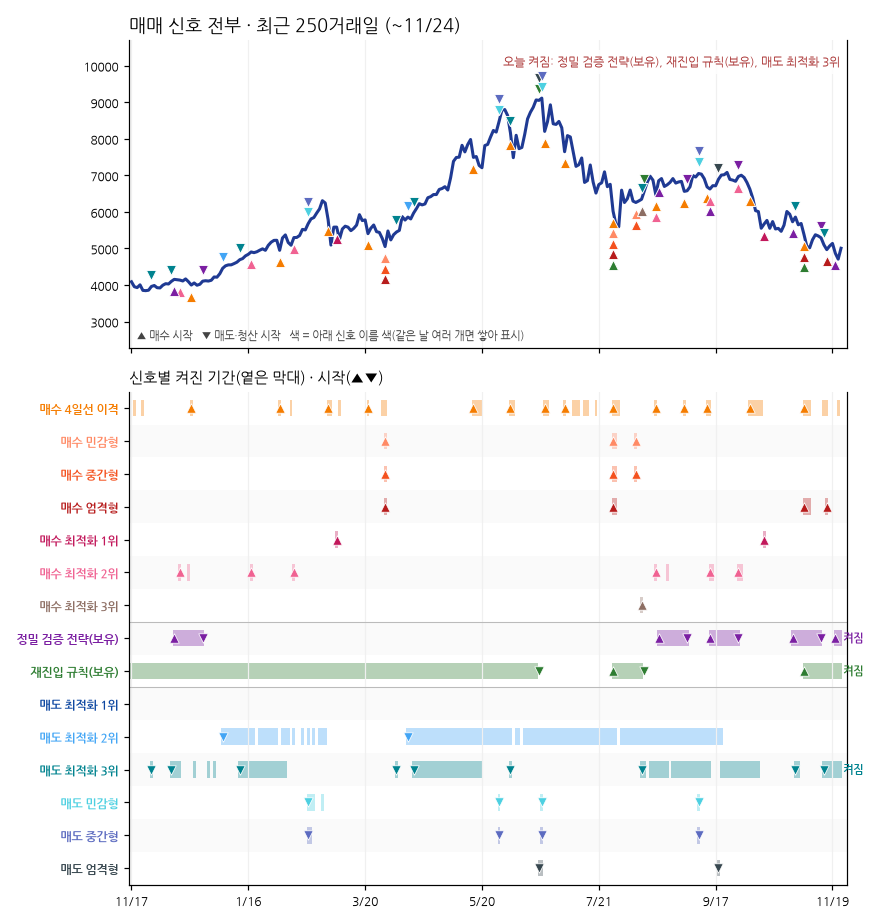 매매 신호 전부 · 최근 250거래일 (~11/24)
오늘 켜짐: 정밀 검증 전략(보유), 재진입 규칙(보유), 매도 최적화 3위
10000
9000
8000
7000
6000
5000
4000
3000
▲ 매수 시작 ▼ 매도·청산 시작 색 = 아래 신호 이름 색(같은 날 여러 개면 쌓아 표시)
신호별 켜진 기간(옅은 막대) · 시작(▲▼)
매수 4일선 이격
매수 민감형
매수 중간형
매수 엄격형
매수 최적화 1위
매수 최적화 2위
매수 최적화 3위
정밀 검증 전략(보유) 켜짐
재진입 규칙(보유) 켜짐
매도 최적화 1위
매도 최적화 2위
매도 최적화 3위 켜짐
매도 민감형
매도 중간형
매도 엄격형
11/17 1/16 3/20 5/20 7/21 9/17 11/19